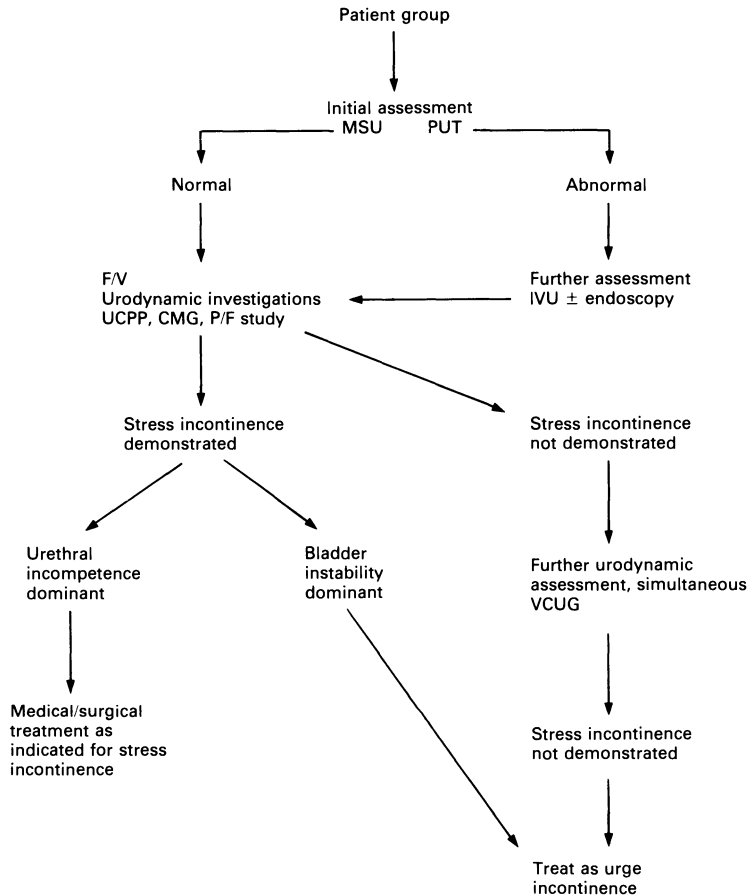 Patient group
Initial assessment
MSU PUT
Normal
Abnormal
F/V
Urodynamic investigations
UCPP, CMG, P/F study
Further assessment
IVU ± endoscopy
Stress incontinence
demonstrated
Stress incontinence
not demonstrated
Urethral
incompetence
dominant
Bladder
instability
dominant
Further urodynamic
assessment, simultaneous
VCUG
Medical/surgical
treatment as
indicated for stress
incontinence
Stress incontinence
not demonstrated
Treat as urge
incontinence